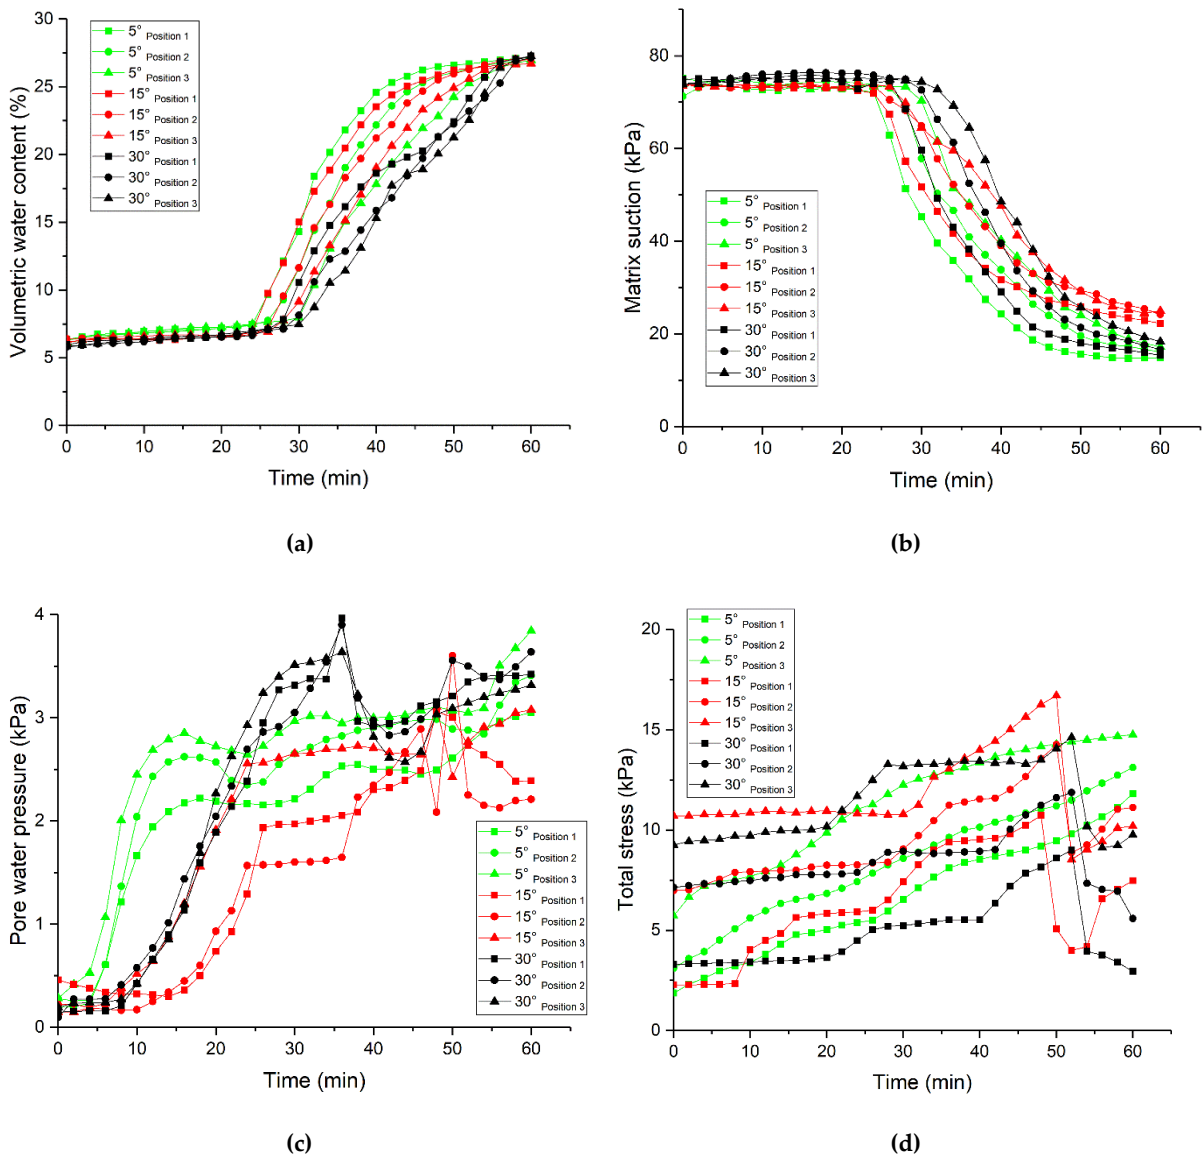 30
25
20
15
10
5
0
Volumetric water content (%)
5° Position 1
5° Position 2
5° Position 3
15° Position 1
15° Position 2
15° Position 3
30° Position 1
30° Position 2
30° Position 3
0 10 20 30 40 50 60
Time (min)
(a)
80
60
40
20
0
Matrix suction (kPa)
5° Position 1
5° Position 2
5° Position 3
15° Position 1
15° Position 2
15° Position 3
30° Position 1
30° Position 2
30° Position 3
0 10 20 30 40 50 60
Time (min)
(b)
4
3
2
1
0
Pore water pressure (kPa)
5° Position 1
5° Position 2
5° Position 3
15° Position 1
15° Position 2
15° Position 3
30° Position 1
30° Position 2
30° Position 3
0 10 20 30 40 50 60
Time (min)
(c)
20
15
10
5
0
Total stress (kPa)
5° Position 1
5° Position 2
5° Position 3
15° Position 1
15° Position 2
15° Position 3
30° Position 1
30° Position 2
30° Position 3
0 10 20 30 40 50 60
Time (min)
(d)